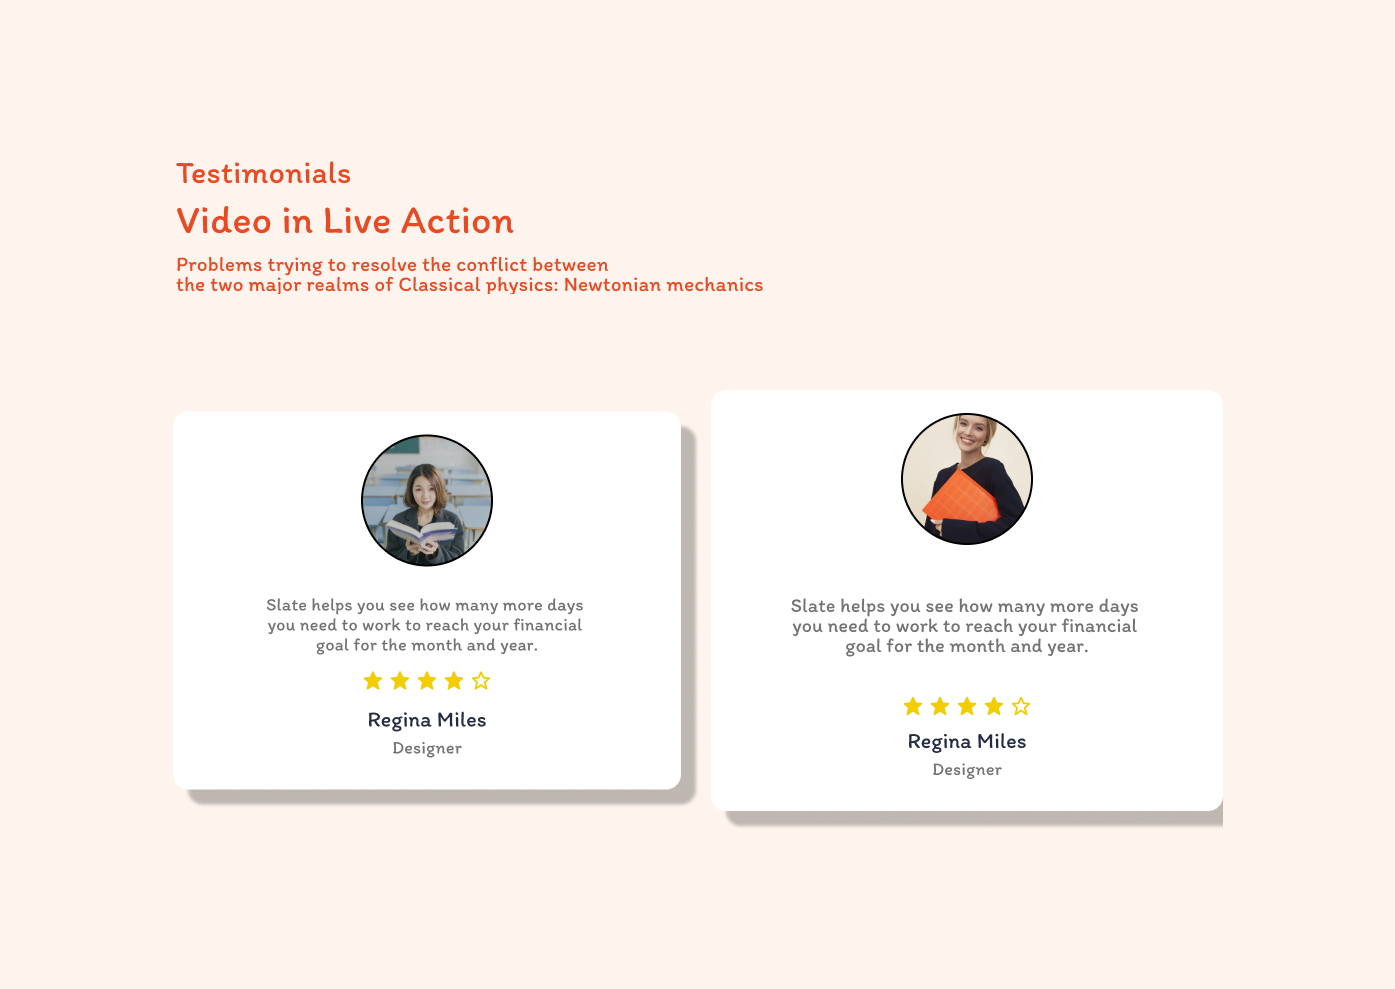 Testimonials
Video in Live Action
Problems trying to resolve the conflict between
the two major realms of Classical physics: Newtonian mechanics
Slate helps you see how many more days
you need to work to reach your financial
goal for the month and year.
Regina Miles
Designer
Slate helps you see how many more days
you need to work to reach your financial
goal for the month and year.
Regina Miles
Designer